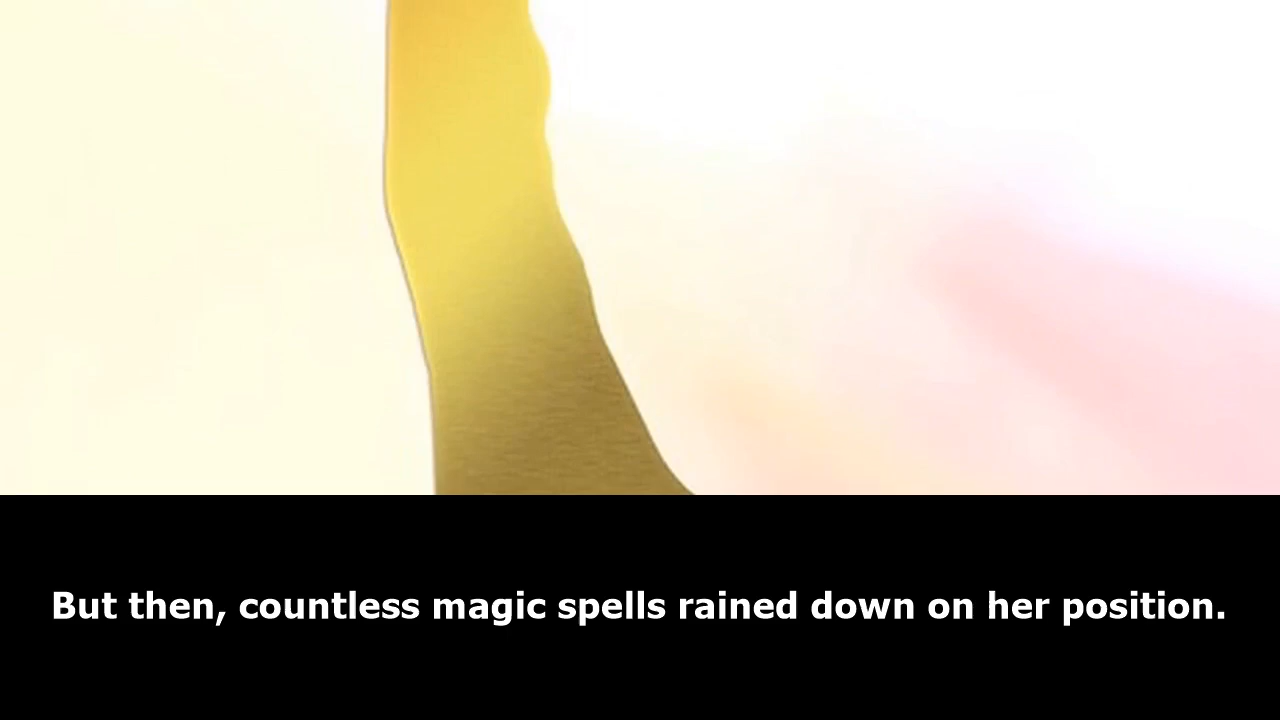 But then, countless magic spells rained down on her position.